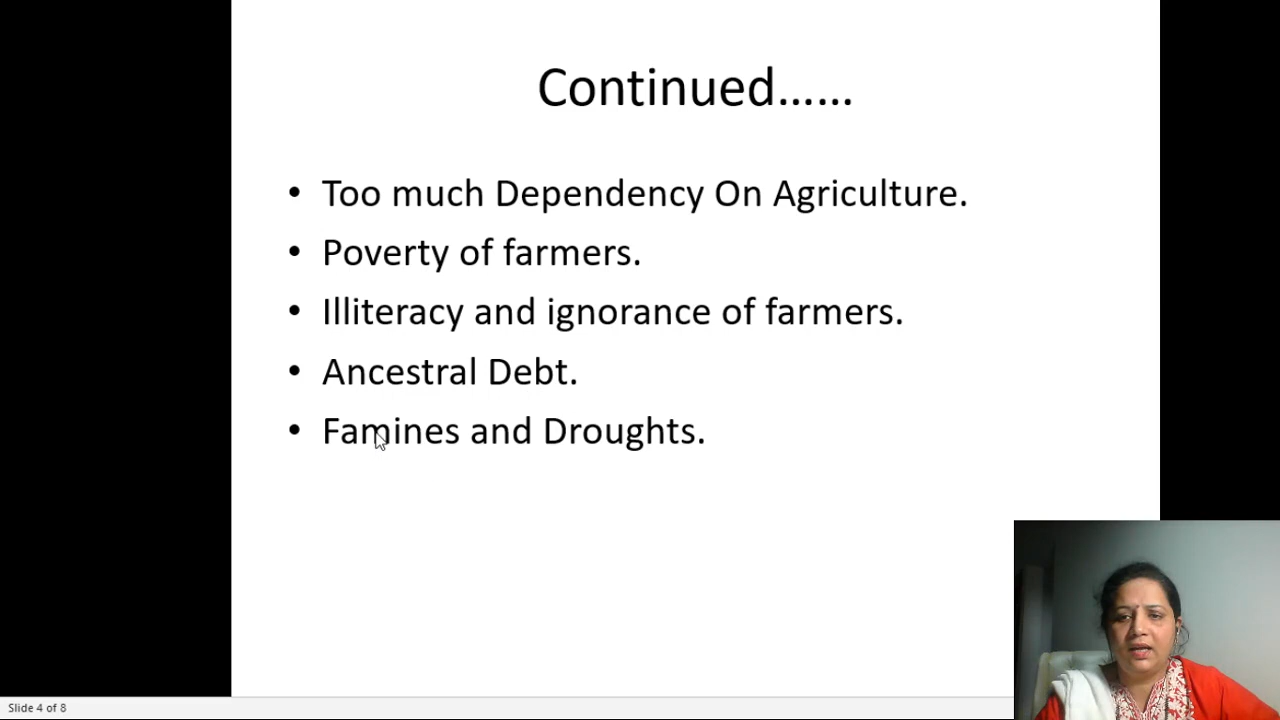 Continued……
• Too much Dependency On Agriculture.
• Poverty of farmers.
• Illiteracy and ignorance of farmers.
• Ancestral Debt.
• Famines and Droughts.
Slide 4 of 8